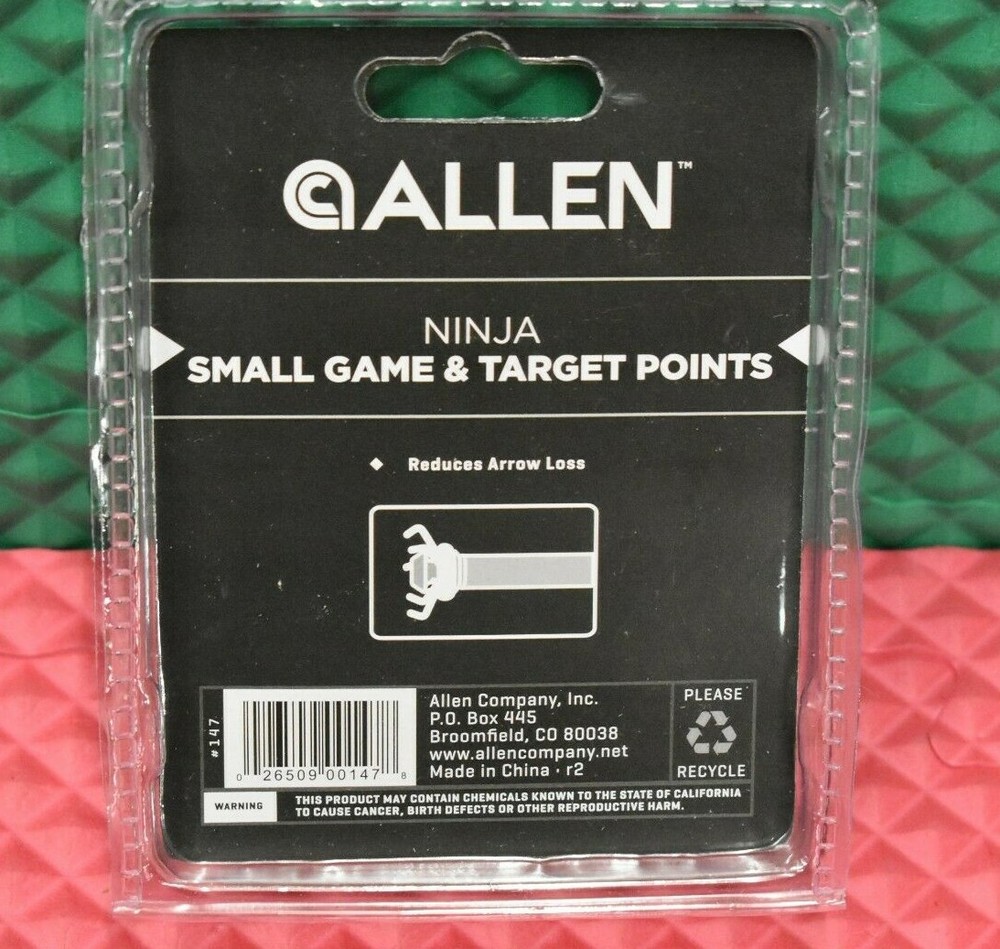 ALLEN™
NINJA
SMALL GAME & TARGET POINTS
◆ Reduces Arrow Loss
#147
0 26509 00147 8
Allen Company, Inc.
P.O. Box 445
Broomfield, CO 80038
www.allencompany.net
Made in China · r2
PLEASE
RECYCLE
WARNING
THIS PRODUCT MAY CONTAIN CHEMICALS KNOWN TO THE STATE OF CALIFORNIA
TO CAUSE CANCER, BIRTH DEFECTS OR OTHER REPRODUCTIVE HARM.